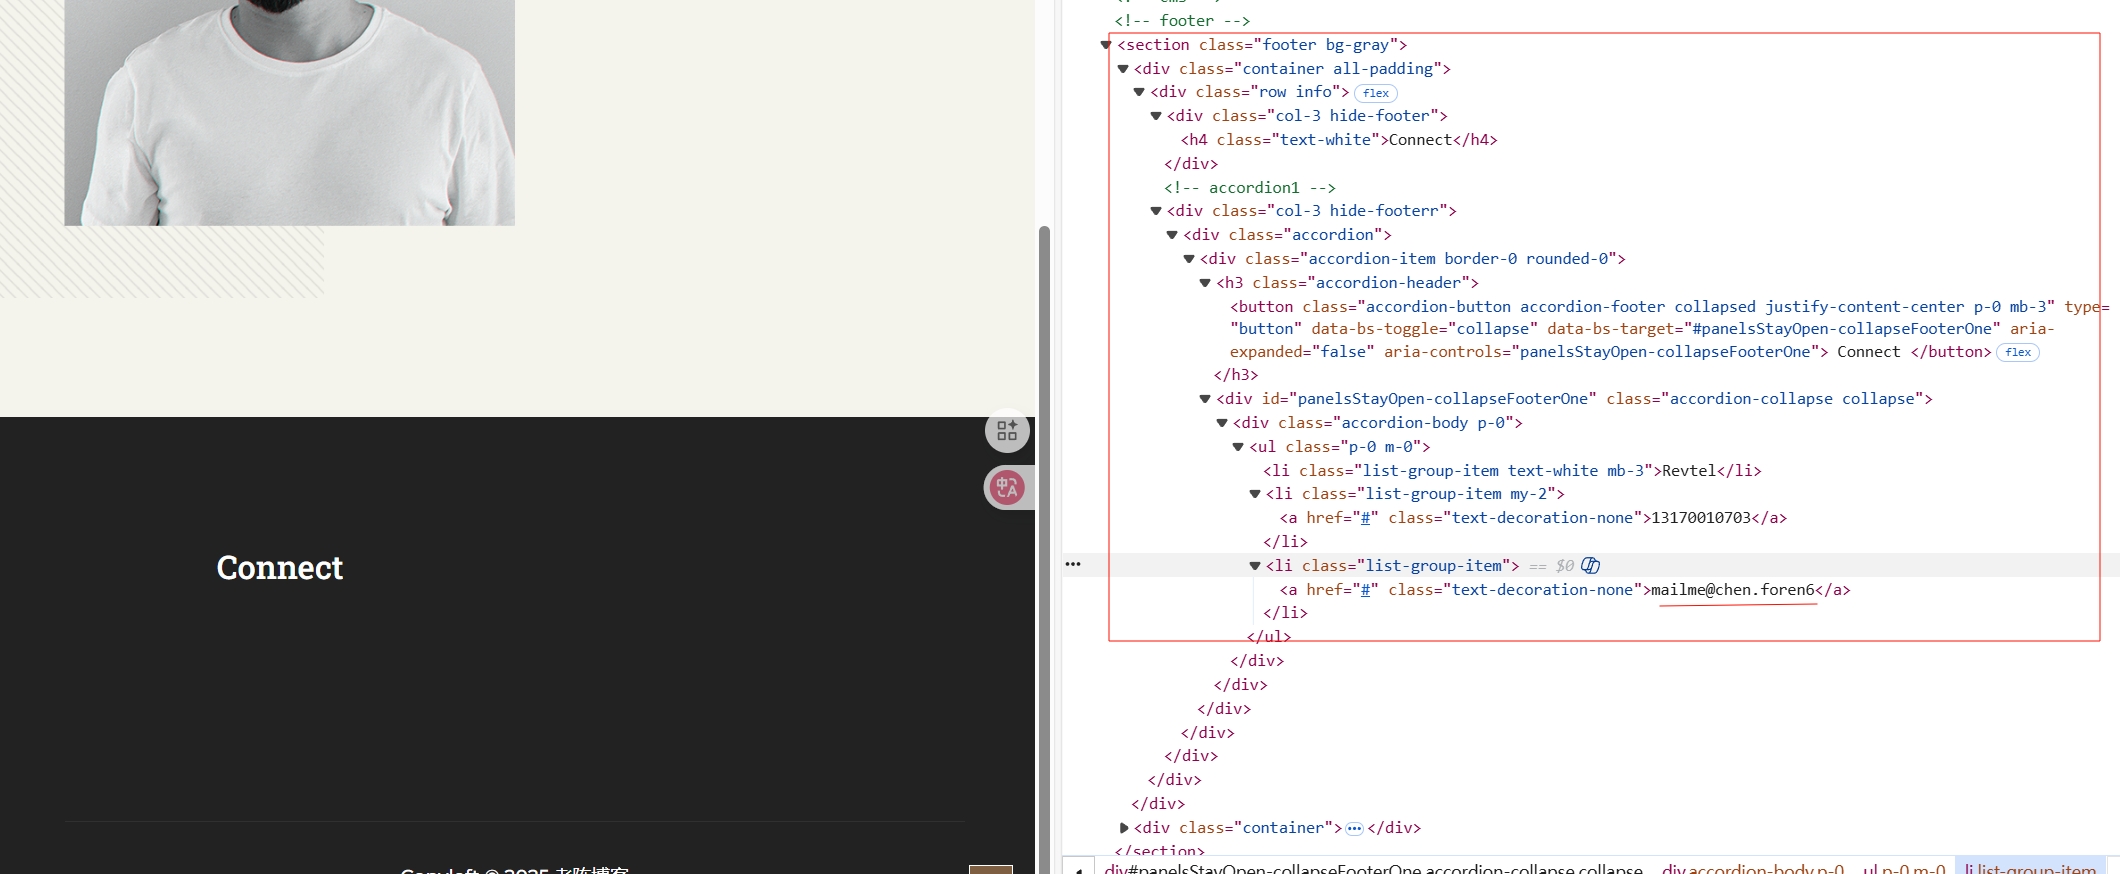 Connect
<!-- footer -->
<section class="footer bg-gray">
<div class="container all-padding">
<div class="row info"> flex
<div class="col-3 hide-footer">
<h4 class="text-white">Connect</h4>
</div>
<!-- accordion1 -->
<div class="col-3 hide-footerr">
<div class="accordion">
<div class="accordion-item border-0 rounded-0">
<h3 class="accordion-header">
<button class="accordion-button accordion-footer collapsed justify-content-center p-0 mb-3" type=
"button" data-bs-toggle="collapse" data-bs-target="#panelsStayOpen-collapseFooterOne" aria-
expanded="false" aria-controls="panelsStayOpen-collapseFooterOne"> Connect </button> flex
</h3>
<div id="panelsStayOpen-collapseFooterOne" class="accordion-collapse collapse">
<div class="accordion-body p-0">
<ul class="p-0 m-0">
<li class="list-group-item text-white mb-3">Revtel</li>
<li class="list-group-item my-2">
<a href="#" class="text-decoration-none">13170010703</a>
</li>
<li class="list-group-item"> == $0
<a href="#" class="text-decoration-none">mailme@chen.foren6</a>
</li>
</ul>
</div>
</div>
</div>
</div>
</div>
</div>
</div>
<div class="container">••• </div>
</section>
div#panelsStayOpen-collapseFooterOne.accordion-collapse.collapse div.accordion-body.p-0 ul.p-0.m-0 li.list-group-item